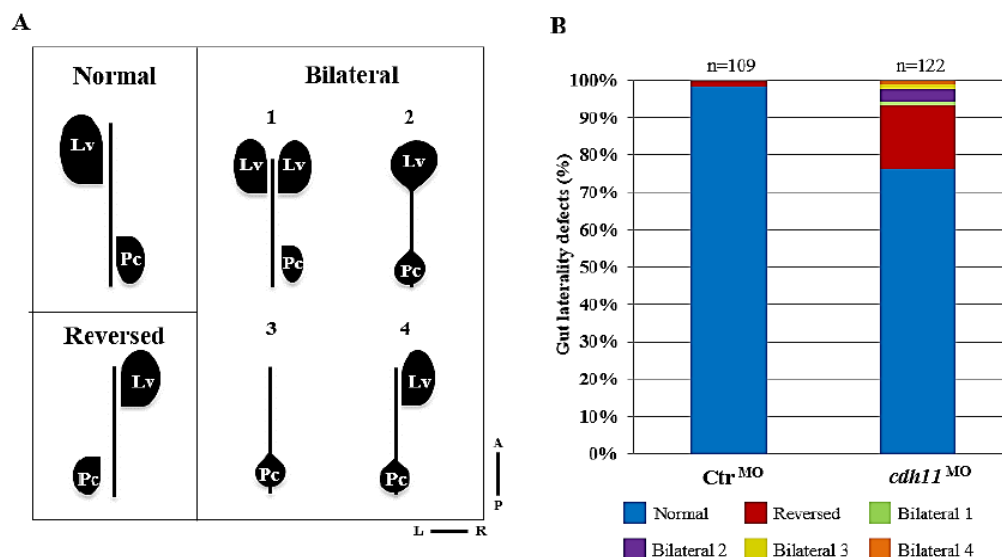 A
Normal
Lv
Pc
Bilateral
1 2
Lv Lv Lv
Pc Pc
Reversed
Lv
Pc
3 4
Lv
Pc Pc
A
P
L R
B
n=109 n=122
Gut laterality defects (%)
100%
90%
80%
70%
60%
50%
40%
30%
20%
10%
0%
Ctr MO cdh11 MO
Normal Reversed Bilateral 1
Bilateral 2 Bilateral 3 Bilateral 4